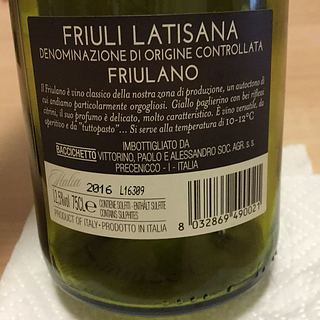 FRIULI LATISANA
DENOMINAZIONE DI ORIGINE CONTROLLATA
FRIULANO
Il Friulano è vino classico della nostra zona di produzione, un autoctono di
cui andiamo particolarmente orgogliosi. Giallo paglierino con bei riflessi
citrini, il suo profumo è delicato, molto caratteristico. È vino versatile, da
aperitivo e da "tuttopasto"... Si serve alla temperatura di 10-12°C
IMBOTTIGLIATO DA
BACCICHETTO VITTORINO, PAOLO E ALESSANDRO SOC. AGR. s. s.
PRECENICCO - I - ITALIA
Italia
2016 L16309
11,5%vol 75CL e CONTIENE SOLFITI - ENTHÄLT SULFITE
CONTAINS SULPHITES
PRODUCT OF ITALY • PRODOTTO IN ITALIA
8 032869 490021